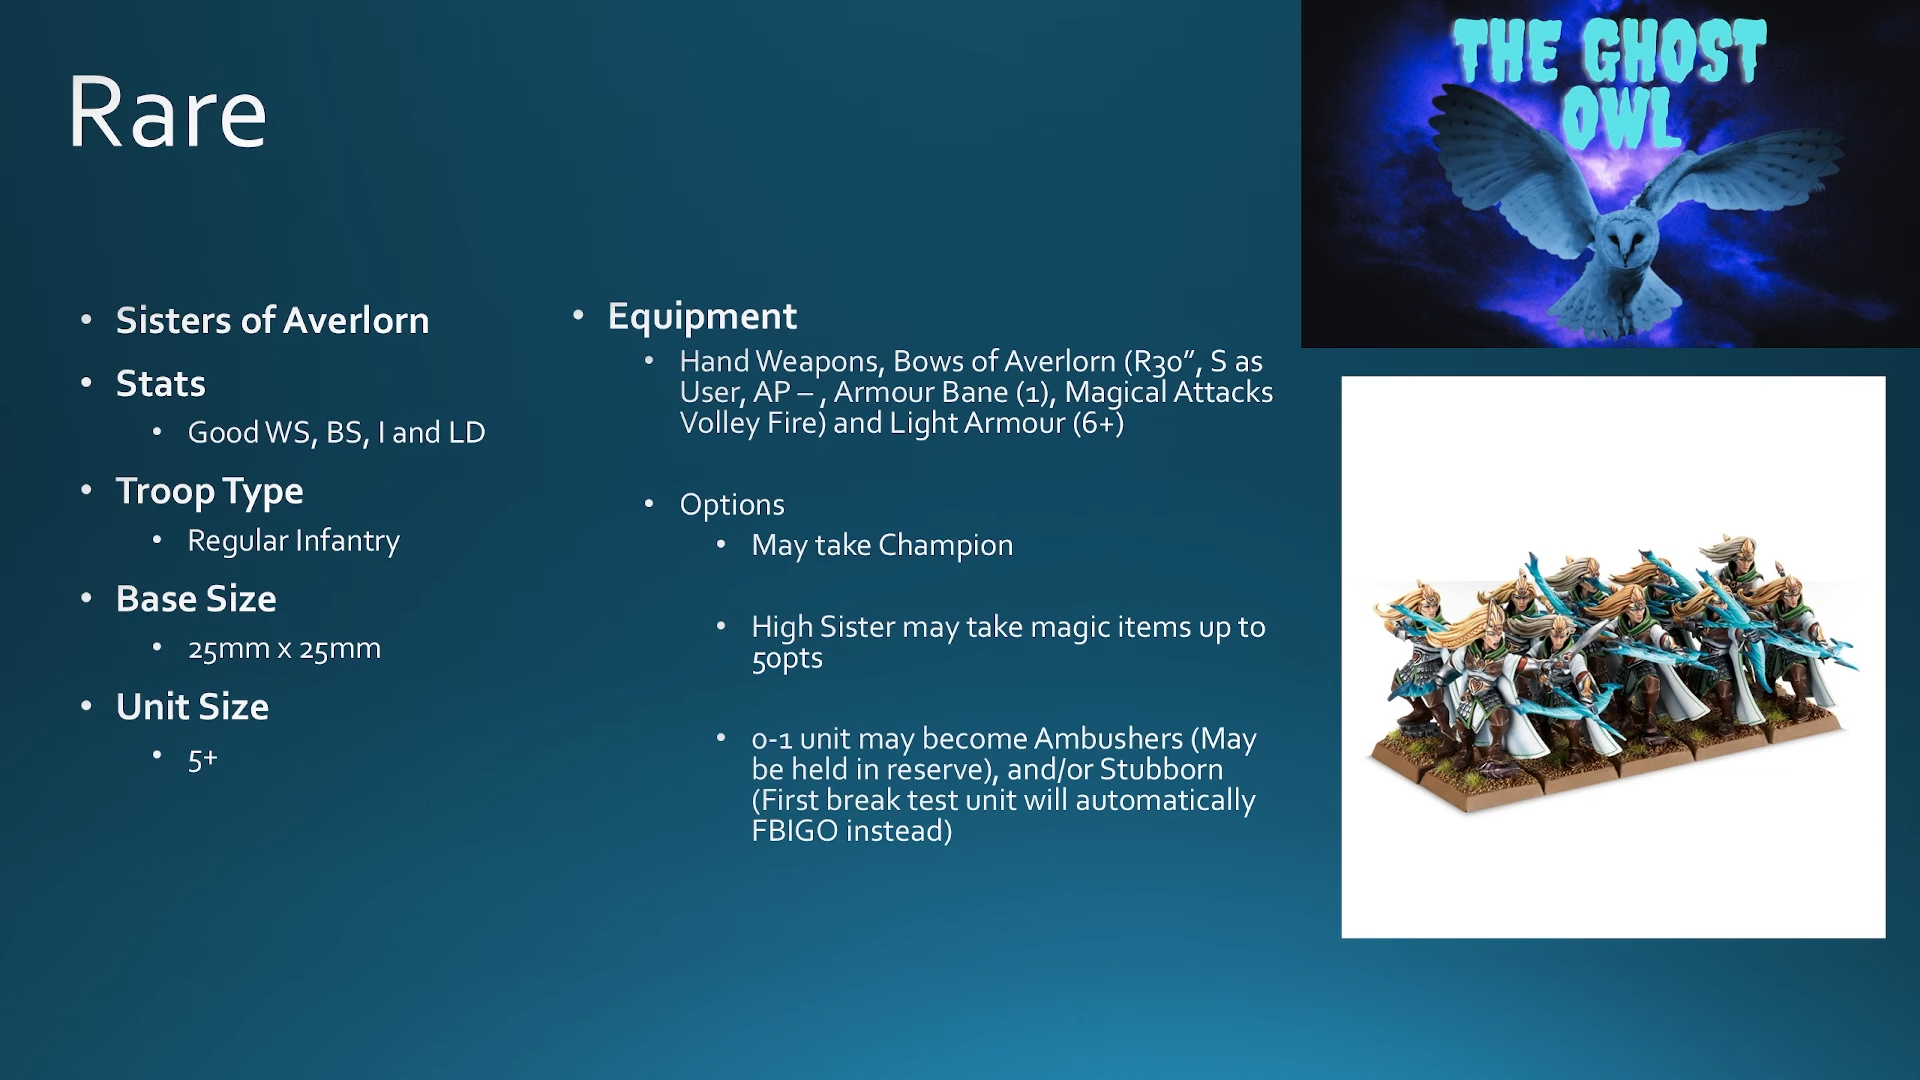 Rare
THE GHOST
OWL
• Sisters of Averlorn
• Stats
• Good WS, BS, I and LD
• Troop Type
• Regular Infantry
• Base Size
• 25mm x 25mm
• Unit Size
• 5+
• Equipment
• Hand Weapons, Bows of Averlorn (R30”, S as
User, AP – , Armour Bane (1), Magical Attacks
Volley Fire) and Light Armour (6+)
• Options
• May take Champion
• High Sister may take magic items up to
50pts
• 0-1 unit may become Ambushers (May
be held in reserve), and/or Stubborn
(First break test unit will automatically
FBIGO instead)